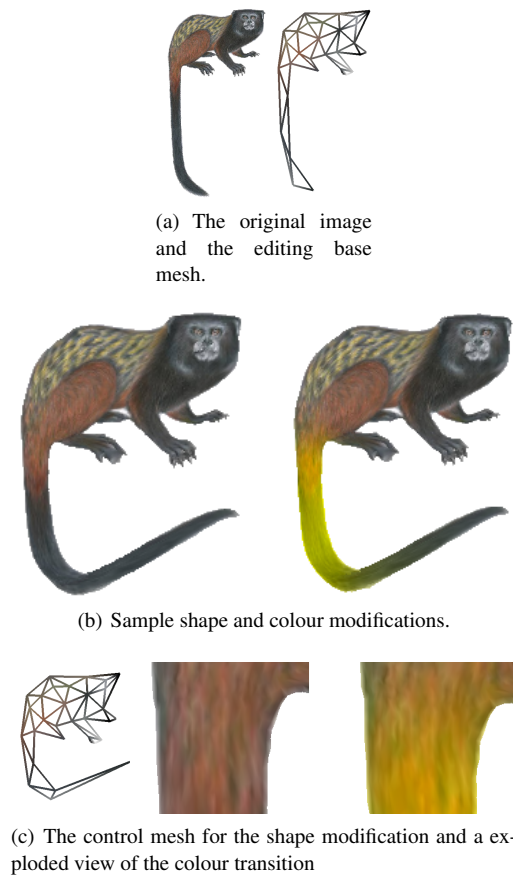 (a) The original image
and the editing base
mesh.
(b) Sample shape and colour modifications.
(c) The control mesh for the shape modification and a ex-
ploded view of the colour transition